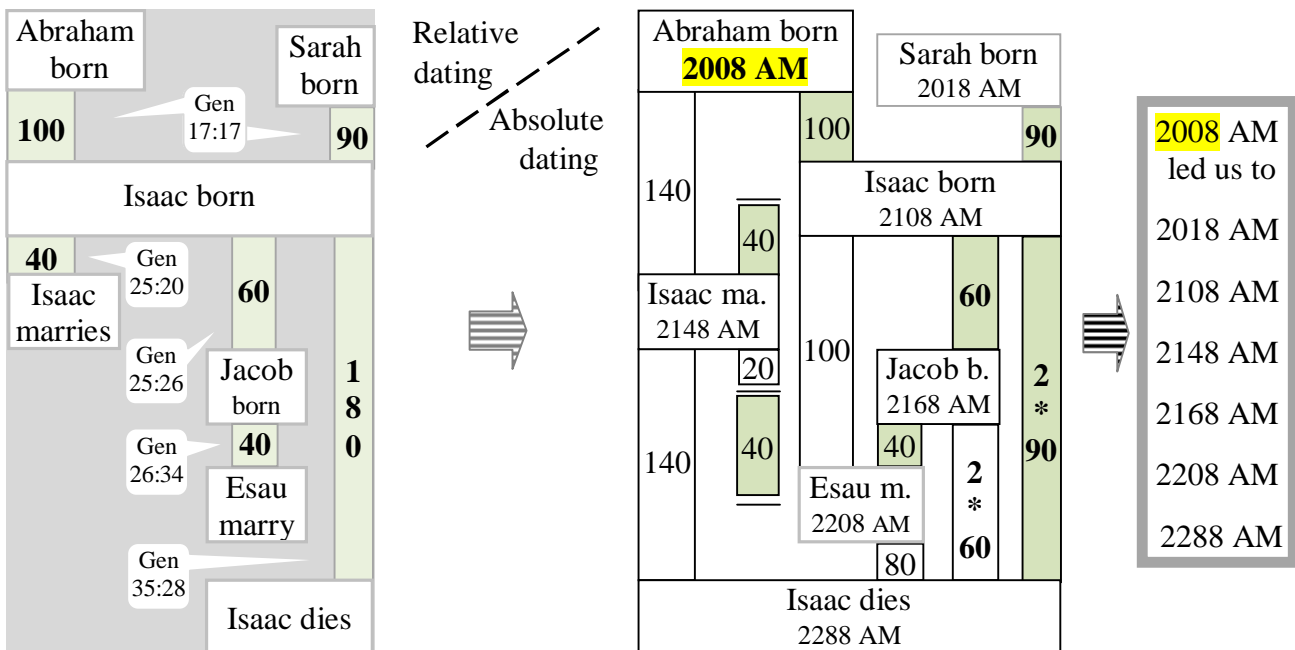 Abraham
born
Sarah
born
Gen
17:17
100
90
Isaac born
40
Gen
25:20
Isaac
marries
60
Gen
25:26
Jacob
born
1
8
0
Gen
26:34
40
Esau
marry
Gen
35:28
Isaac dies
Relative
dating
Absolute
dating
Abraham born
2008 AM
Sarah born
2018 AM
100
90
140
Isaac born
2108 AM
40
Isaac ma.
2148 AM
60
20
100
Jacob b.
2168 AM
2
*
90
40
140
40
Esau m.
2208 AM
2
*
60
80
Isaac dies
2288 AM
2008 AM
led us to
2018 AM
2108 AM
2148 AM
2168 AM
2208 AM
2288 AM